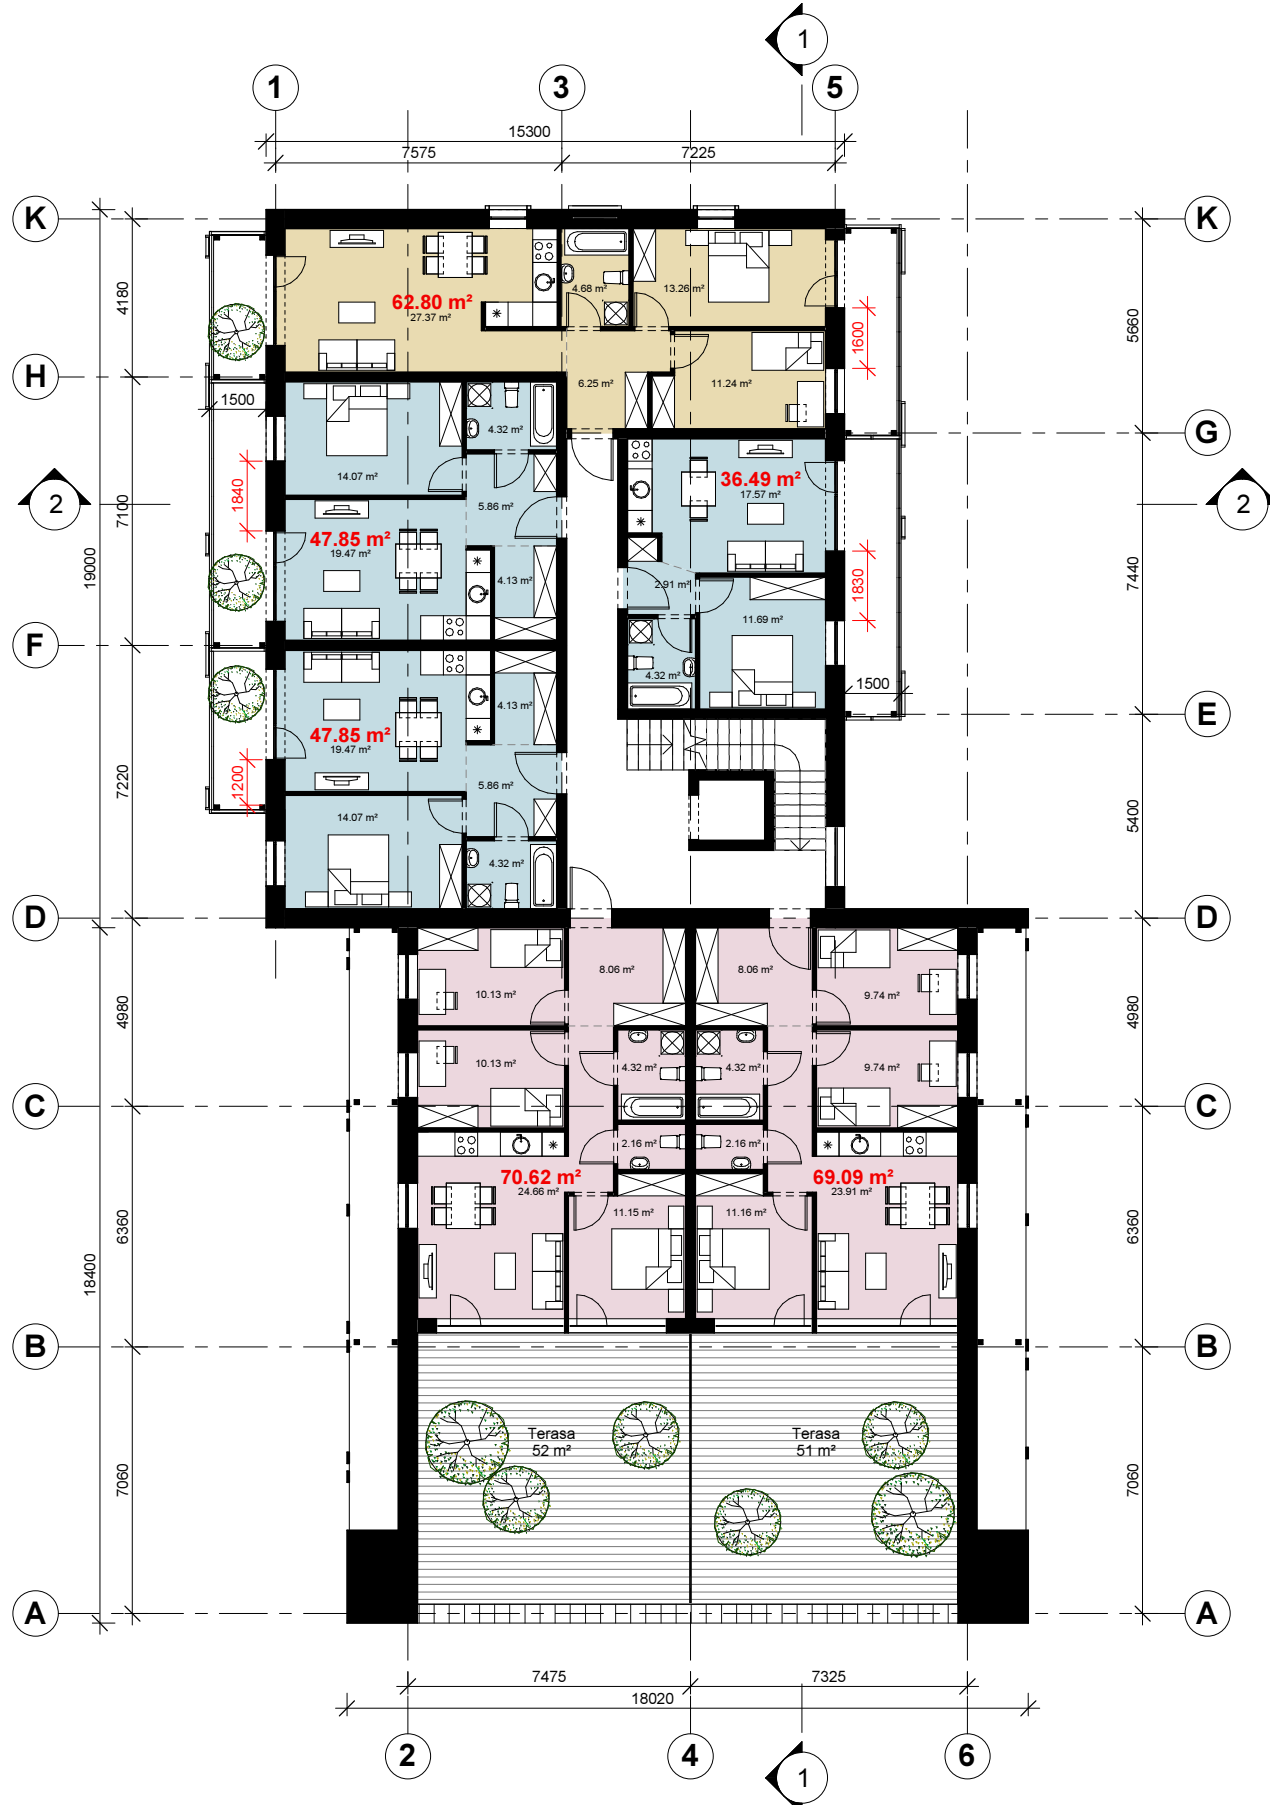 1
1
3
5
15300
7575
7225
K
K
4180
62.80 m²
27.37 m²
4.68 m²
13.26 m²
5660
1600
H
6.25 m²
11.24 m²
1500
G
4.32 m²
14.07 m²
36.49 m²
17.57 m²
2
2
1840
7100
5.86 m²
47.85 m²
19.47 m²
19000
4.13 m²
2.91 m²
1830
7440
11.69 m²
F
4.32 m²
1500
4.13 m²
E
47.85 m²
19.47 m²
5.86 m²
1200
7220
14.07 m²
5400
4.32 m²
D
D
8.06 m²
8.06 m²
10.13 m²
9.74 m²
4980
4980
10.13 m²
4.32 m²
4.32 m²
9.74 m²
C
C
2.16 m²
2.16 m²
70.62 m²
24.66 m²
69.09 m²
23.91 m²
11.15 m²
11.16 m²
6360
6360
18400
B
B
Terasa
52 m²
Terasa
51 m²
7060
7060
A
A
7475
7325
18020
2
4
6
1